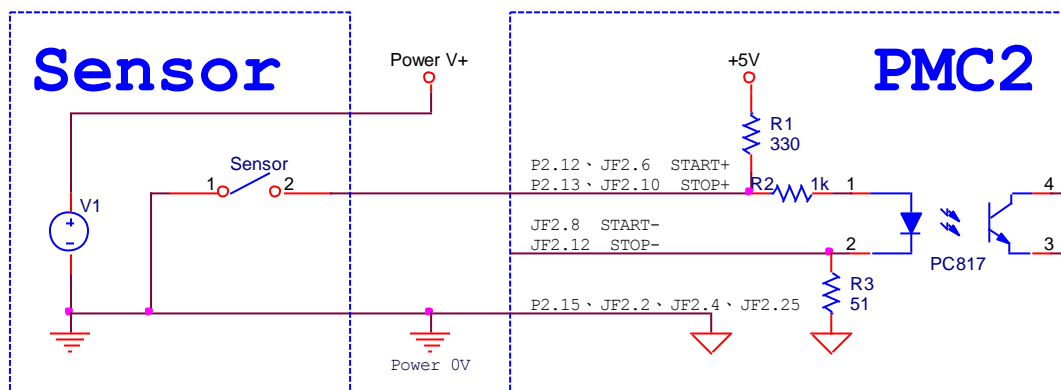 Sensor
PMC2
Power V+
+5V
R1
330
Sensor
1
2
P2.12、JF2.6 START+
P2.13、JF2.10 STOP+
R2
1k
1
4
V1
JF2.8 START-
JF2.12 STOP-
2
3
PC817
R3
51
P2.15、JF2.2、JF2.4、JF2.25
Power 0V